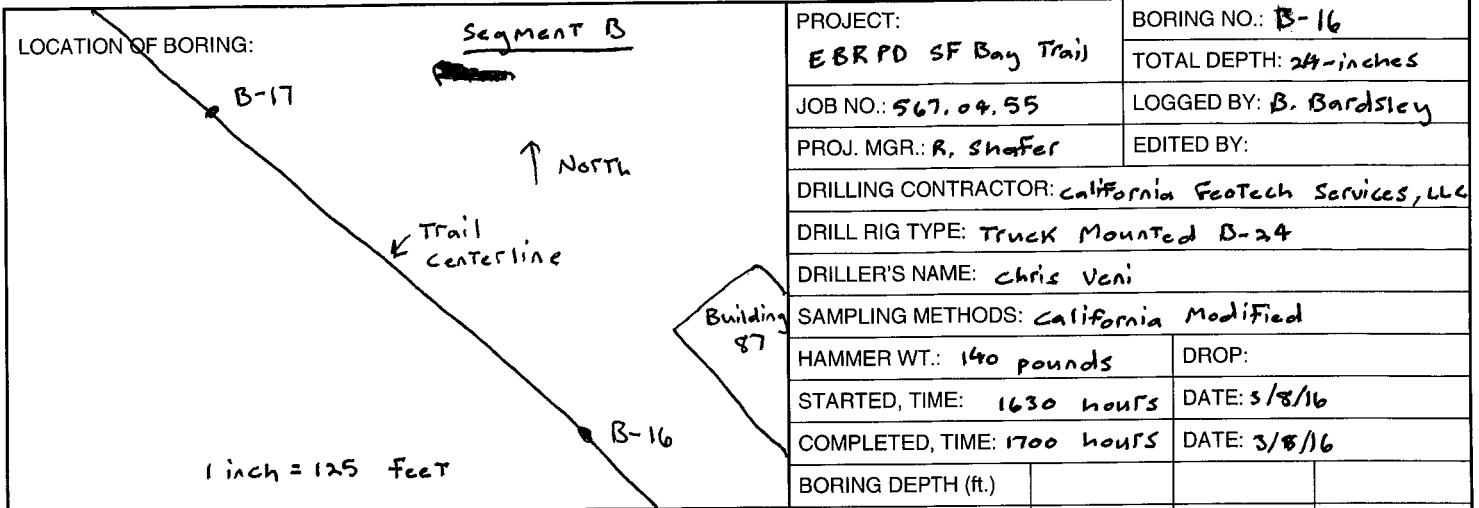 LOCATION OF BORING:
Segment B
B-17
North
Trail
Centerline
Building
87
B-16
1 inch = 125 feet
PROJECT:
EBRPD SF Bay Trail
BORING NO.: B-16
TOTAL DEPTH: 24-inches
JOB NO.: 567.04.55
LOGGED BY: B. Bardsley
PROJ. MGR.: R. Shafer
EDITED BY:
DRILLING CONTRACTOR: California GeoTech Services, LLC
DRILL RIG TYPE: Truck Mounted B-24
DRILLER'S NAME: Chris Veni
SAMPLING METHODS: California Modified
HAMMER WT.: 140 pounds
DROP:
STARTED, TIME: 1630 hours
DATE: 3/8/16
COMPLETED, TIME: 1700 hours
DATE: 3/8/16
BORING DEPTH (ft.)